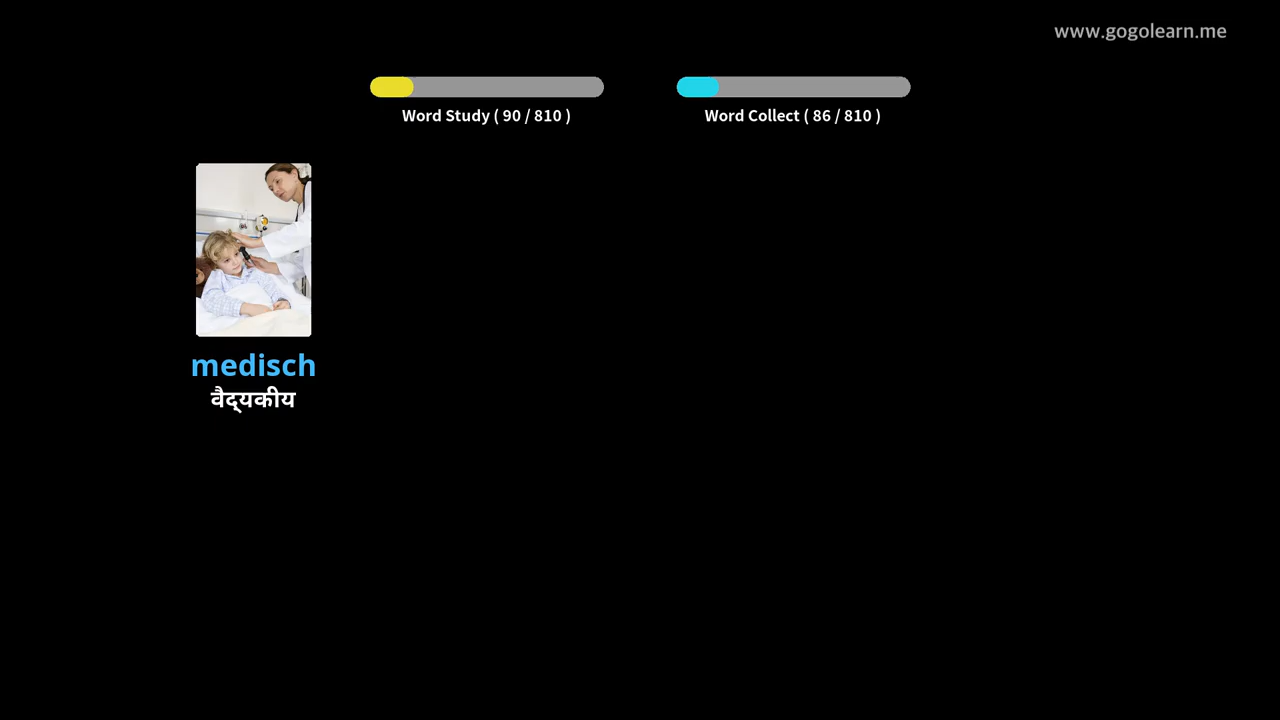 www.gogolearn.me
Word Study ( 90 / 810 )
Word Collect ( 86 / 810 )
medisch
वैद्यकीय